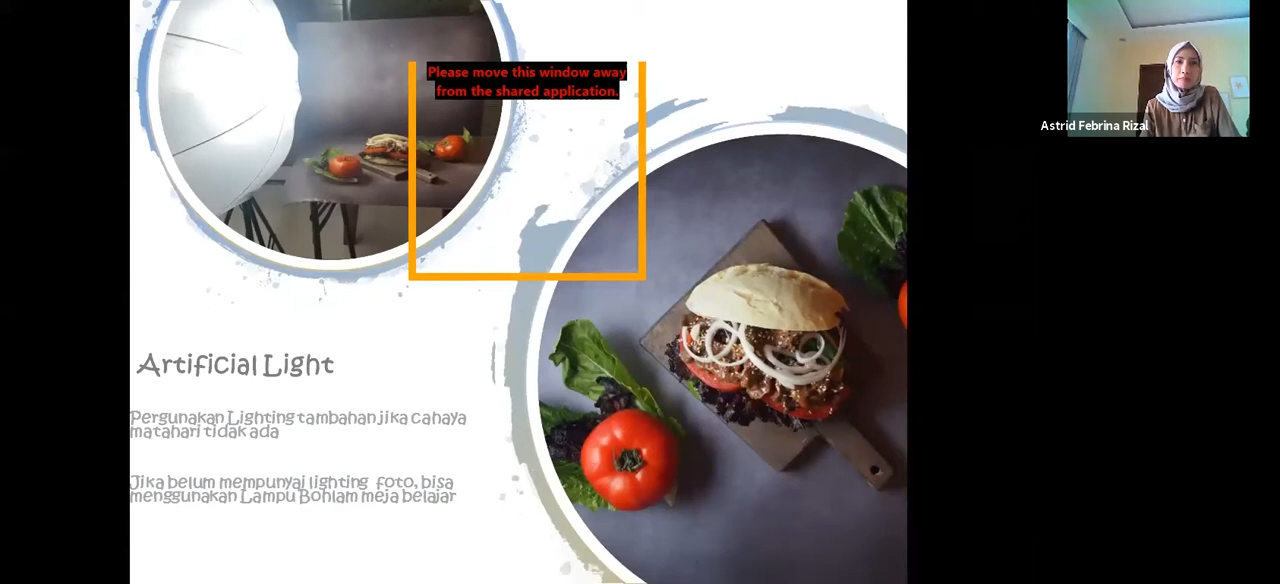 Please move this window away
from the shared application.
Astrid Febrina Rizal
Artificial Light
Pergunakan Lighting tambahan jika cahaya
matahari tidak ada
Jika belum mempunyai lighting foto, bisa
menggunakan Lampu Bohlam meja belajar